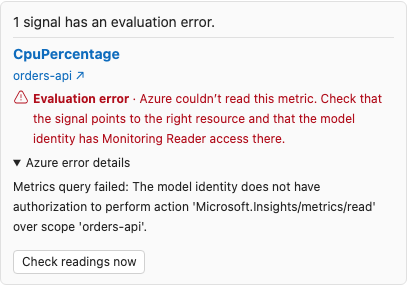 1 signal has an evaluation error.
CpuPercentage
orders-api ↗
Evaluation error · Azure couldn't read this metric. Check that
the signal points to the right resource and that the model
identity has Monitoring Reader access there.
▼ Azure error details
Metrics query failed: The model identity does not have
authorization to perform action 'Microsoft.Insights/metrics/read'
over scope 'orders-api'.
Check readings now